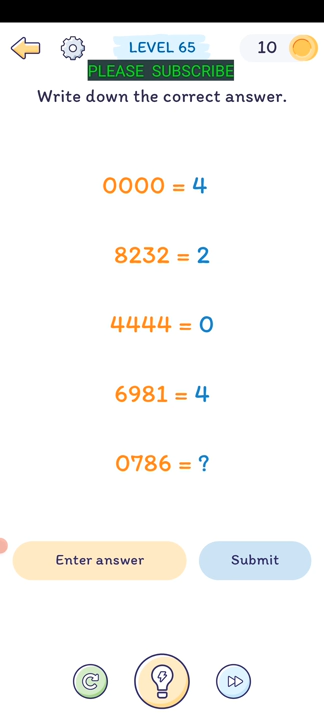 LEVEL 65
10
PLEASE SUBSCRIBE
Write down the correct answer.
0000 = 4
8232 = 2
4444 = 0
6981 = 4
0786 = ?
Enter answer
Submit